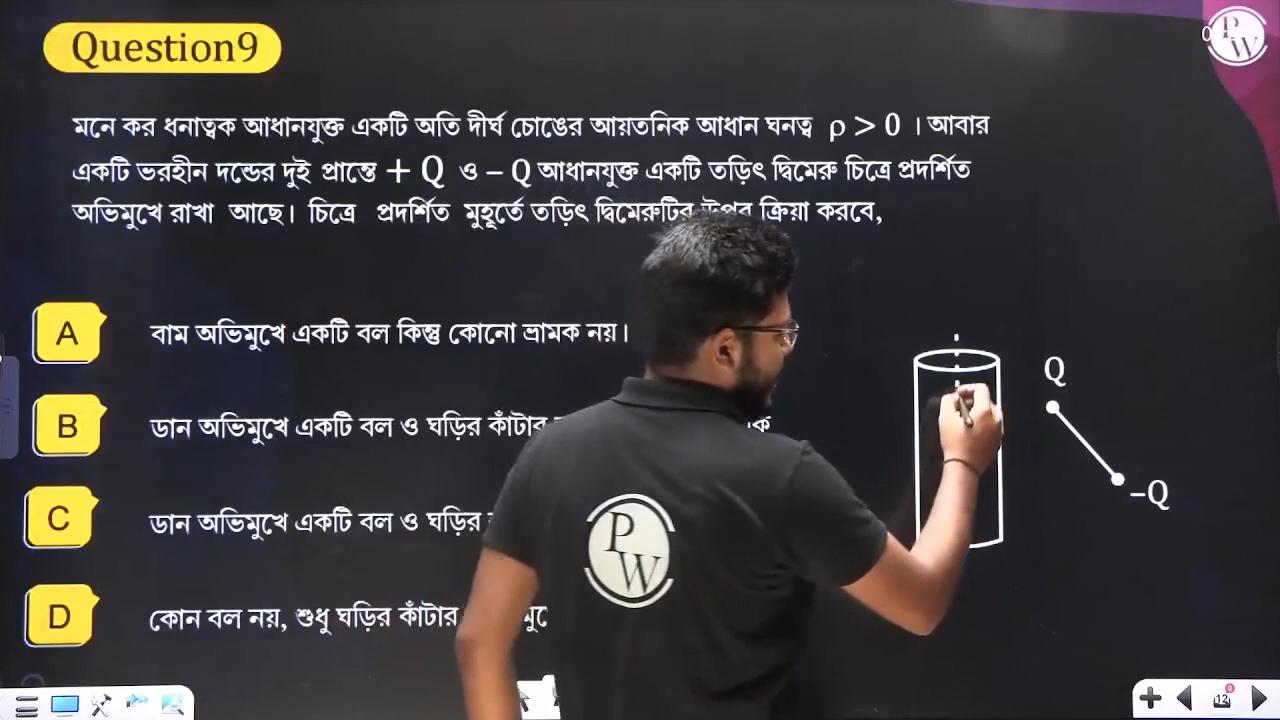 Question9
PW
মনে কর ধনাত্বক আধানযুক্ত একটি অতি দীর্ঘ চোঙের আয়তনিক আধান ঘনত্ব ρ > 0 । আবার
একটি ভরহীন দন্ডের দুই প্রান্তে + Q ও – Q আধানযুক্ত একটি তড়িৎ দ্বিমেরু চিত্রে প্রদর্শিত
অভিমুখে রাখা আছে। চিত্রে প্রদর্শিত মুহূর্তে তড়িৎ দ্বিমেরুটির উপর ক্রিয়া করবে,
A বাম অভিমুখে একটি বল কিন্তু কোনো ভ্রামক নয়।
B ডান অভিমুখে একটি বল ও ঘড়ির কাঁটার
C ডান অভিমুখে একটি বল ও ঘড়ির
D কোন বল নয়, শুধু ঘড়ির কাঁটার
Q
–Q
PW
12